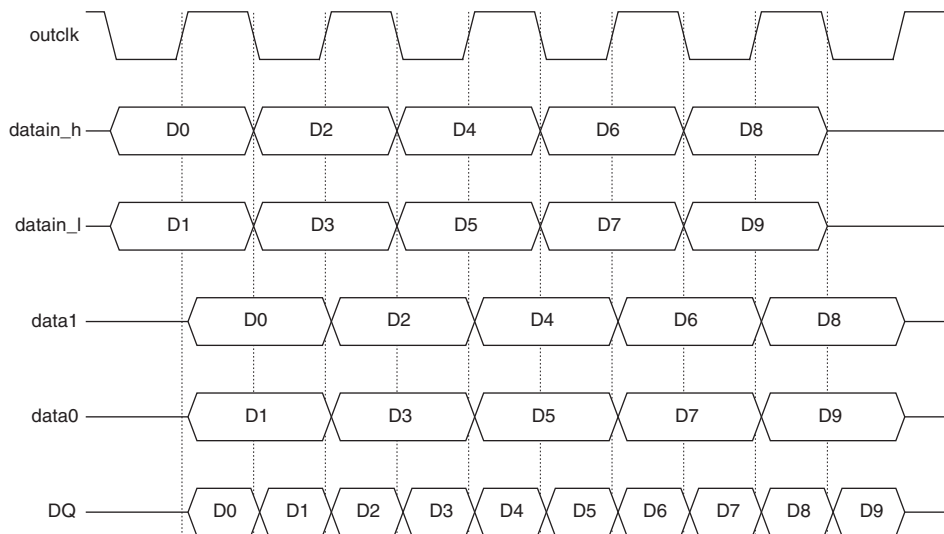 outclk
datain_h D0 D2 D4 D6 D8
datain_l D1 D3 D5 D7 D9
data1 D0 D2 D4 D6 D8
data0 D1 D3 D5 D7 D9
DQ D0 D1 D2 D3 D4 D5 D6 D7 D8 D9